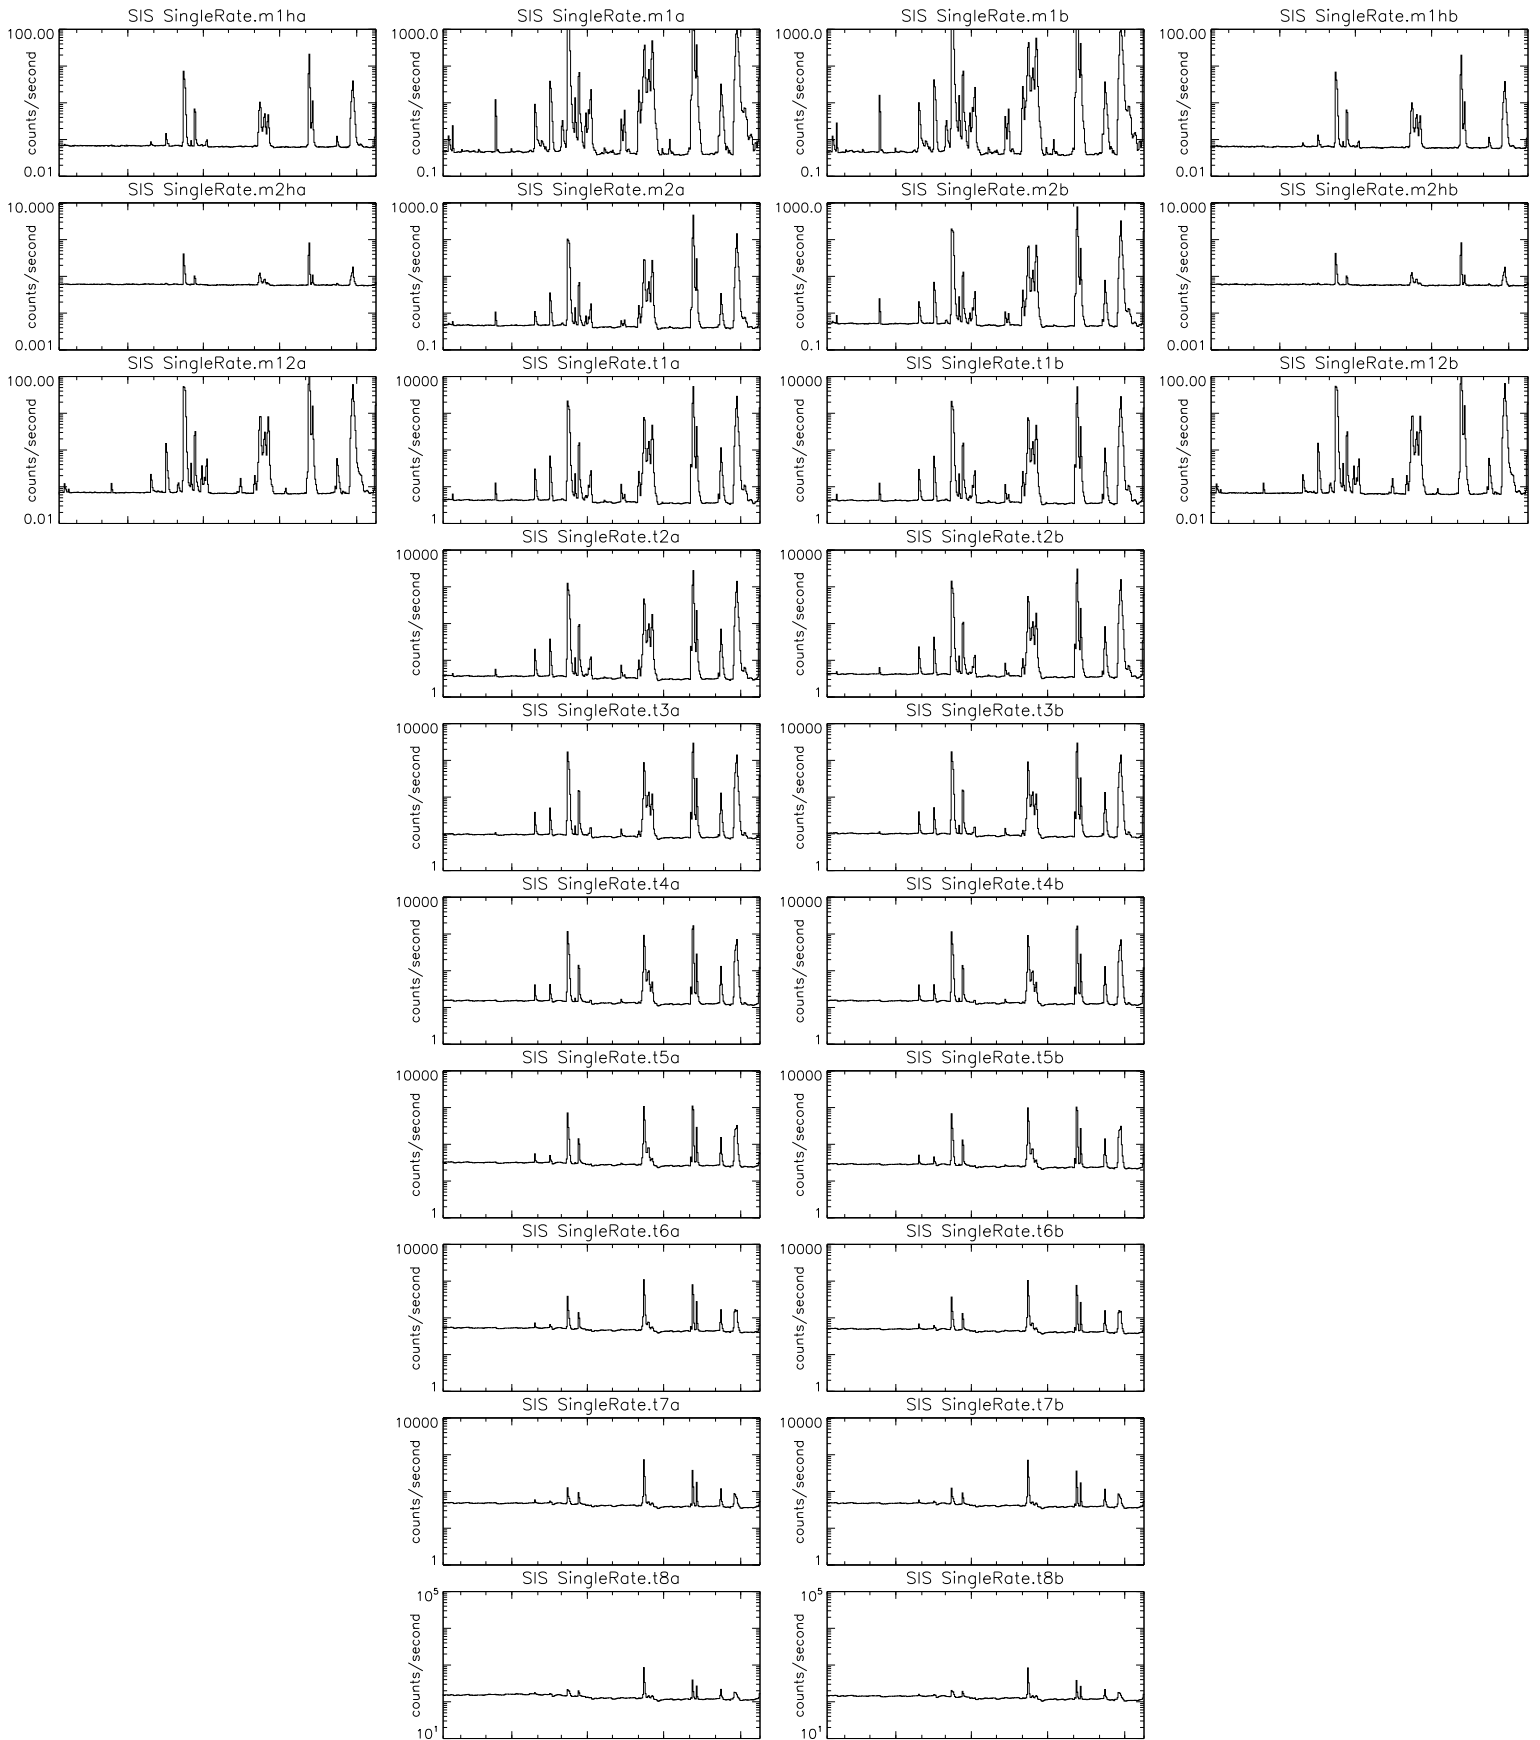 SIS SingleRate.m1ha
100.00
counts/second
0.01
SIS SingleRate.m1a
1000.0
counts/second
0.1
SIS SingleRate.m1b
1000.0
counts/second
0.1
SIS SingleRate.m1hb
100.00
counts/second
0.01
SIS SingleRate.m2ha
10.000
counts/second
0.001
SIS SingleRate.m2a
1000.0
counts/second
0.1
SIS SingleRate.m2b
1000.0
counts/second
0.1
SIS SingleRate.m2hb
10.000
counts/second
0.001
SIS SingleRate.m12a
100.00
counts/second
0.01
SIS SingleRate.t1a
10000
counts/second
1
SIS SingleRate.t1b
10000
counts/second
1
SIS SingleRate.m12b
100.00
counts/second
0.01
SIS SingleRate.t2a
10000
counts/second
1
SIS SingleRate.t2b
10000
counts/second
1
SIS SingleRate.t3a
10000
counts/second
1
SIS SingleRate.t3b
10000
counts/second
1
SIS SingleRate.t4a
10000
counts/second
1
SIS SingleRate.t4b
10000
counts/second
1
SIS SingleRate.t5a
10000
counts/second
1
SIS SingleRate.t5b
10000
counts/second
1
SIS SingleRate.t6a
10000
counts/second
1
SIS SingleRate.t6b
10000
counts/second
1
SIS SingleRate.t7a
10000
counts/second
1
SIS SingleRate.t7b
10000
counts/second
1
SIS SingleRate.t8a
10⁵
counts/second
10¹
SIS SingleRate.t8b
10⁵
counts/second
10¹